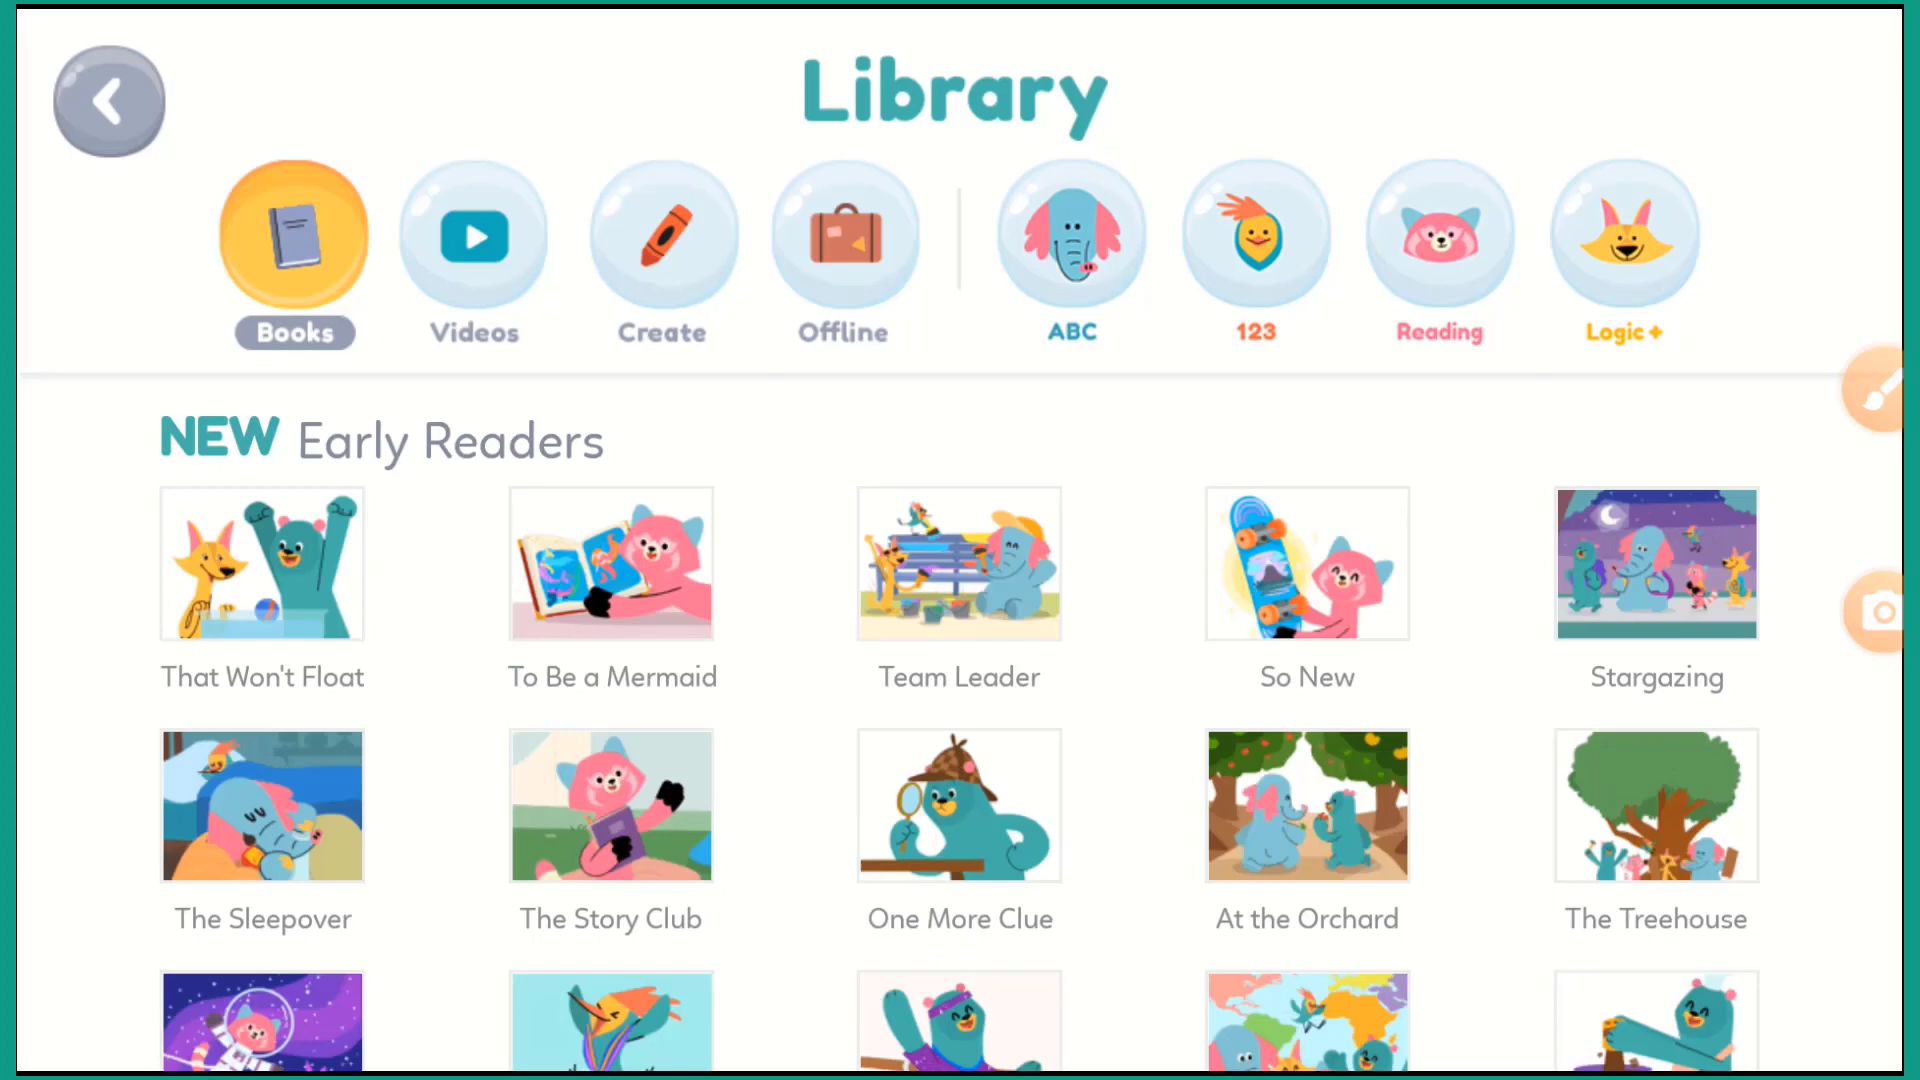 Library
Books
Videos
Create
Offline
ABC
123
Reading
Logic +
NEW Early Readers
That Won't Float
To Be a Mermaid
Team Leader
So New
Stargazing
The Sleepover
The Story Club
One More Clue
At the Orchard
The Treehouse